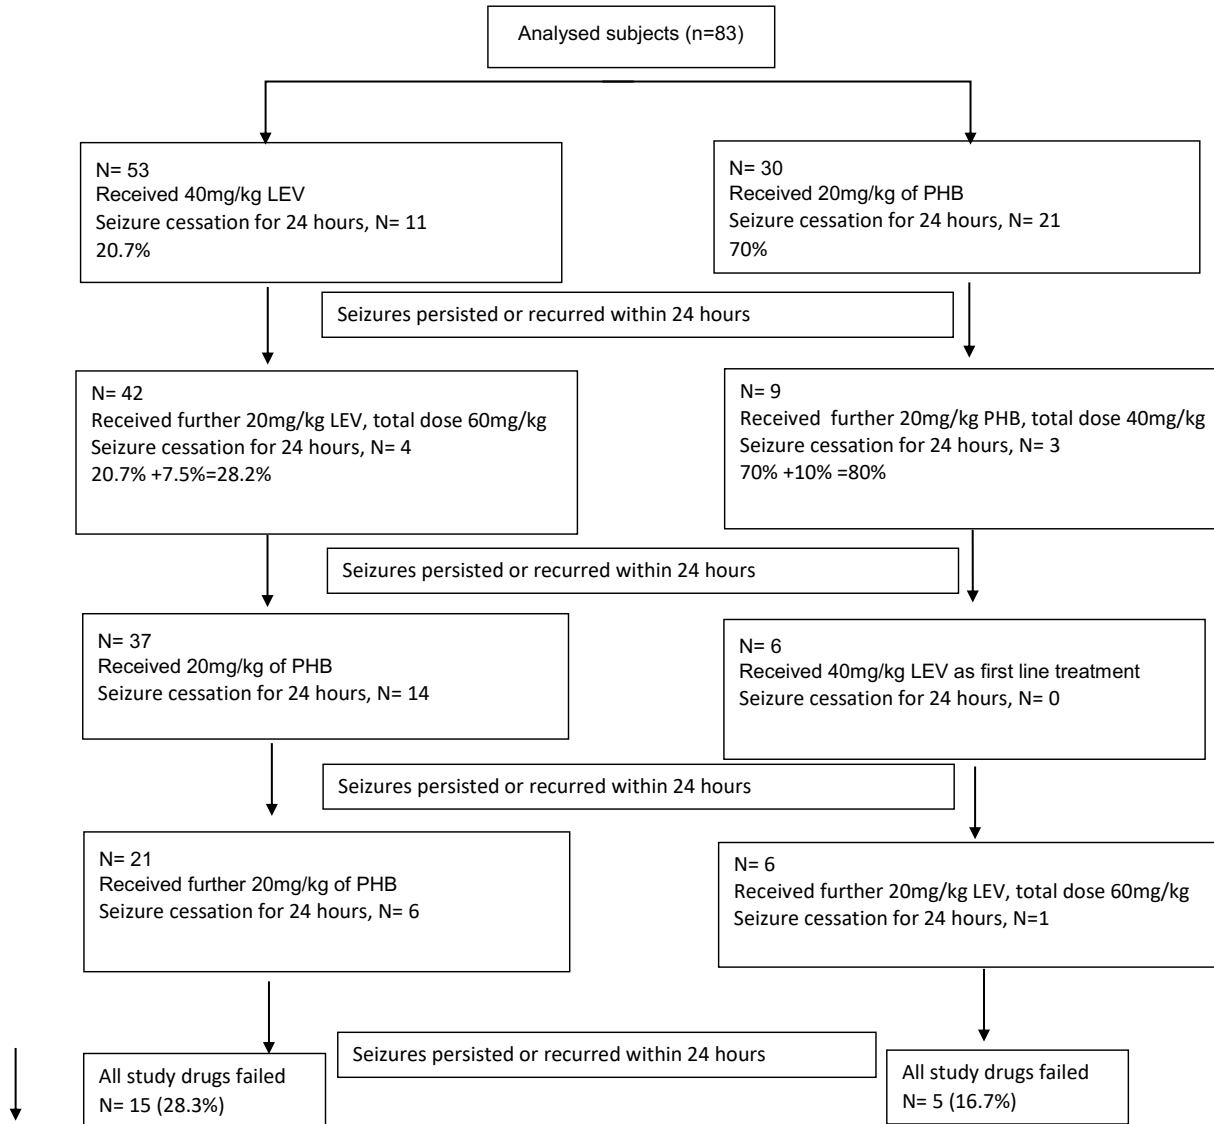 Analysed subjects (n=83)
N= 53
Received 40mg/kg LEV
Seizure cessation for 24 hours, N= 11
20.7%
N= 30
Received 20mg/kg of PHB
Seizure cessation for 24 hours, N= 21
70%
Seizures persisted or recurred within 24 hours
N= 42
Received further 20mg/kg LEV, total dose 60mg/kg
Seizure cessation for 24 hours, N= 4
20.7% +7.5%=28.2%
N= 9
Received  further 20mg/kg PHB, total dose 40mg/kg
Seizure cessation for 24 hours, N= 3
70% +10% =80%
Seizures persisted or recurred within 24 hours
N= 37
Received 20mg/kg of PHB
Seizure cessation for 24 hours, N= 14
N= 6
Received 40mg/kg LEV as first line treatment
Seizure cessation for 24 hours, N= 0
Seizures persisted or recurred within 24 hours
N= 21
Received further 20mg/kg of PHB
Seizure cessation for 24 hours, N= 6
N= 6
Received further 20mg/kg LEV, total dose 60mg/kg
Seizure cessation for 24 hours, N=1
Seizures persisted or recurred within 24 hours
All study drugs failed
N= 15 (28.3%)
All study drugs failed
N= 5 (16.7%)